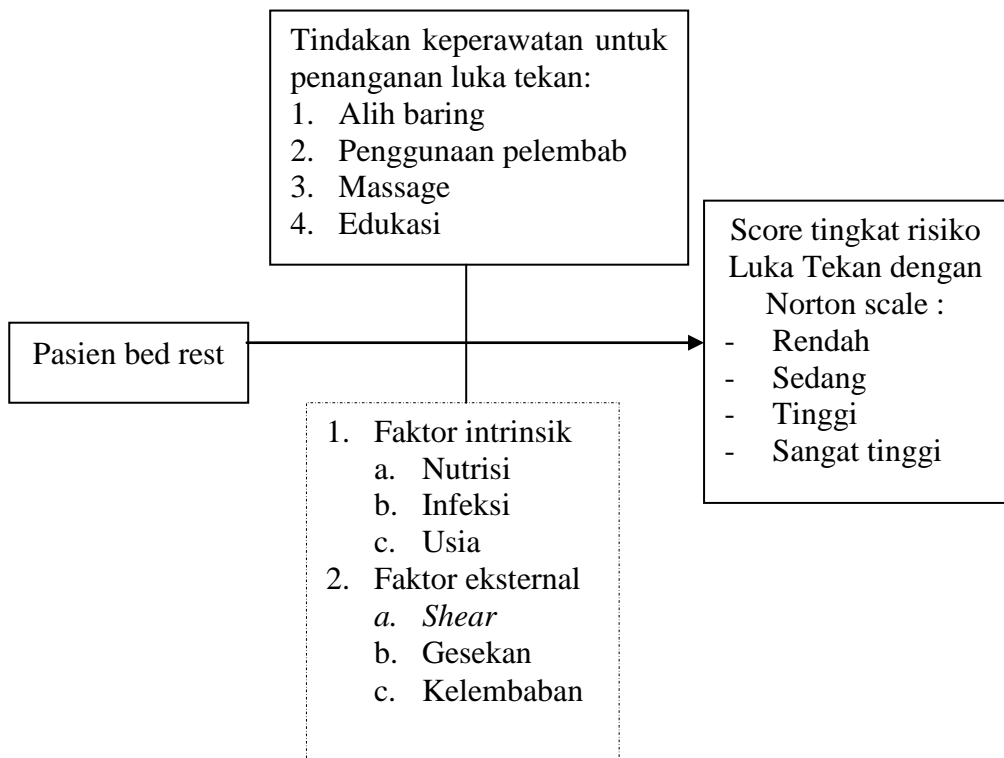 Tindakan keperawatan untuk
penanganan luka tekan:
1. Alih baring
2. Penggunaan pelembab
3. Massage
4. Edukasi
Pasien bed rest
Score tingkat risiko
Luka Tekan dengan
Norton scale :
- Rendah
- Sedang
- Tinggi
- Sangat tinggi
1. Faktor intrinsik
a. Nutrisi
b. Infeksi
c. Usia
2. Faktor eksternal
a. Shear
b. Gesekan
c. Kelembaban